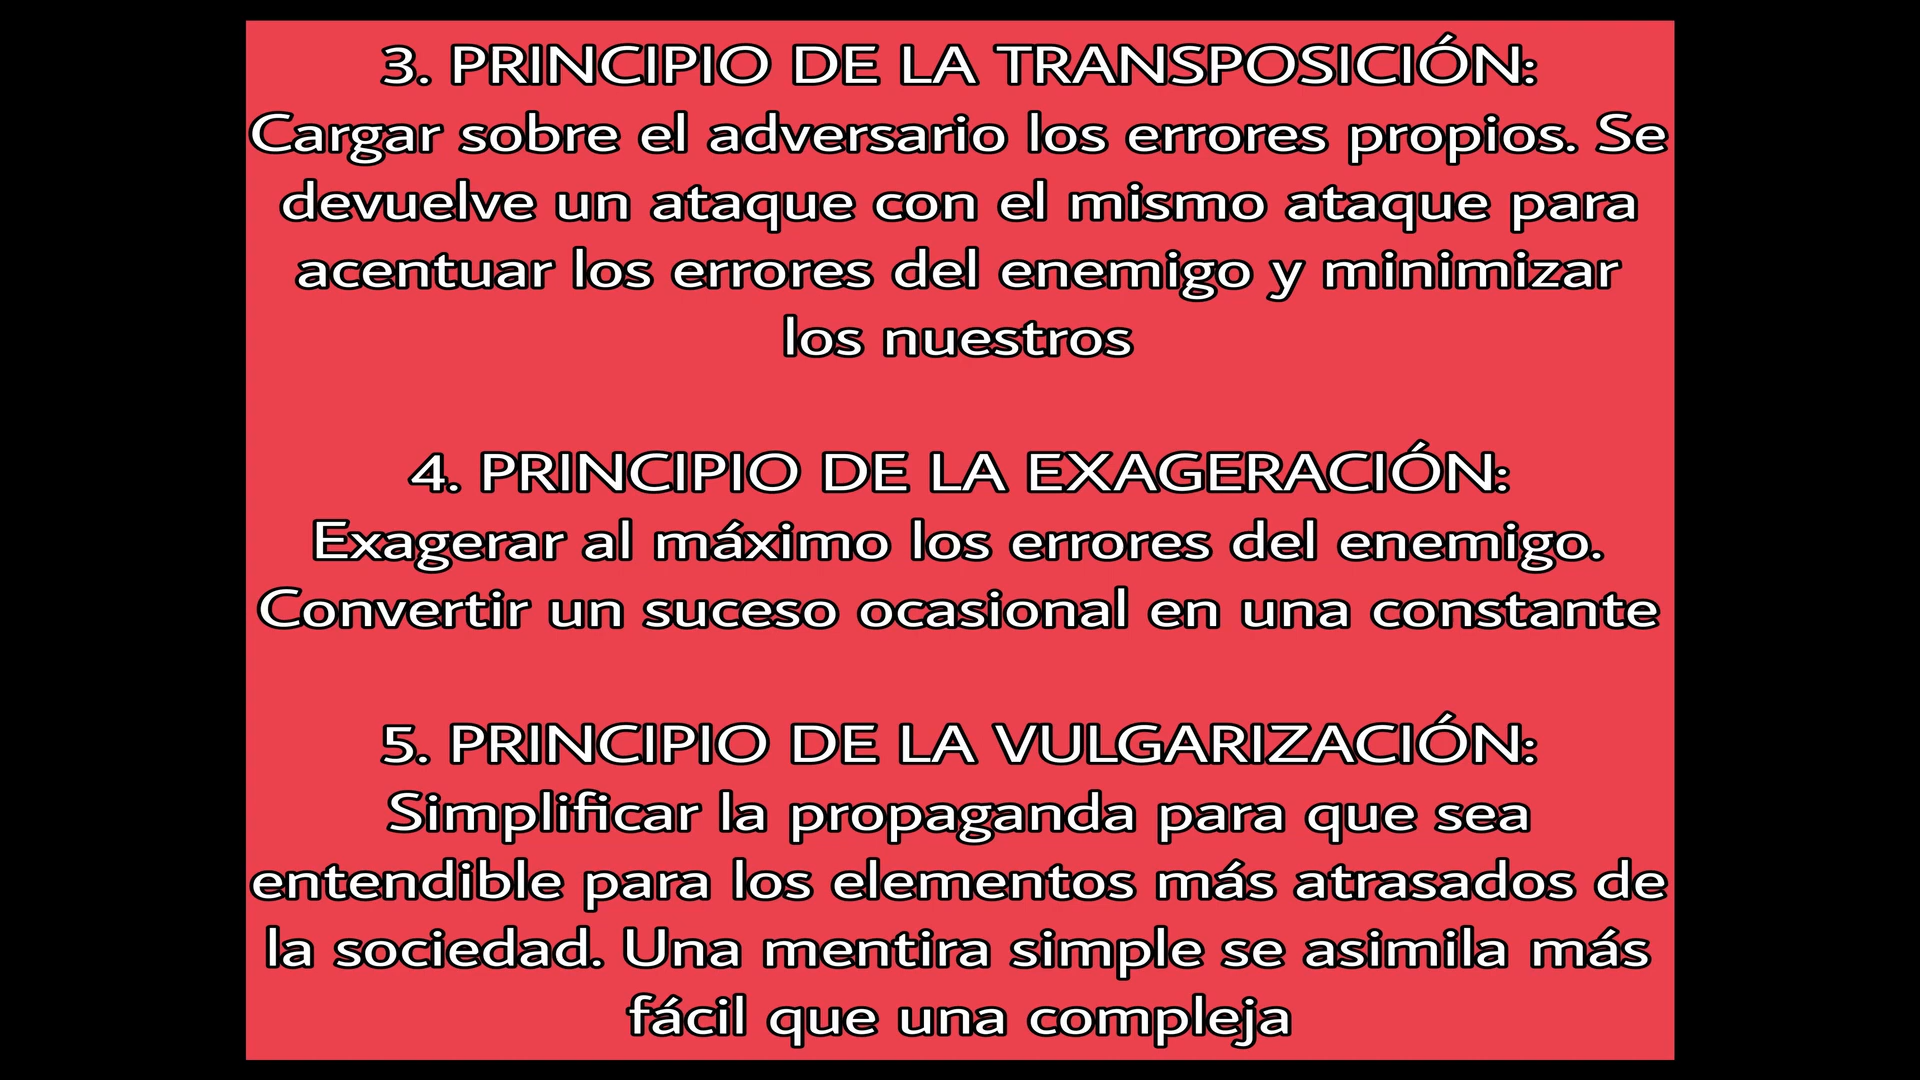 3. PRINCIPIO DE LA TRANSPOSICIÓN:
Cargar sobre el adversario los errores propios. Se
devuelve un ataque con el mismo ataque para
acentuar los errores del enemigo y minimizar
los nuestros
4. PRINCIPIO DE LA EXAGERACIÓN:
Exagerar al máximo los errores del enemigo.
Convertir un suceso ocasional en una constante
5. PRINCIPIO DE LA VULGARIZACIÓN:
Simplificar la propaganda para que sea
entendible para los elementos más atrasados de
la sociedad. Una mentira simple se asimila más
fácil que una compleja